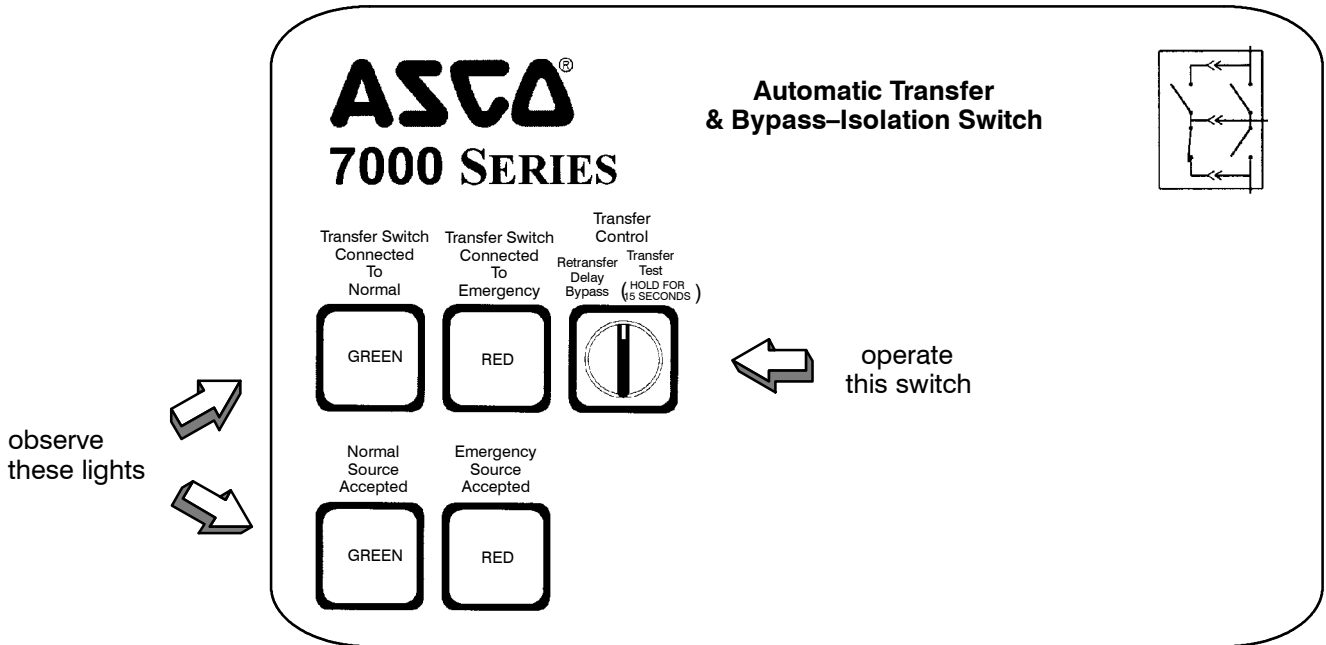 ASCO®
7000 SERIES
Automatic Transfer
& Bypass–Isolation Switch
Transfer Switch
Connected
To
Normal
GREEN
Transfer Switch
Connected
To
Emergency
RED
Transfer
Control
Retransfer
Delay
Bypass
Transfer
Test
(HOLD FOR
15 SECONDS)
operate
this switch
observe
these lights
Normal
Source
Accepted
GREEN
Emergency
Source
Accepted
RED